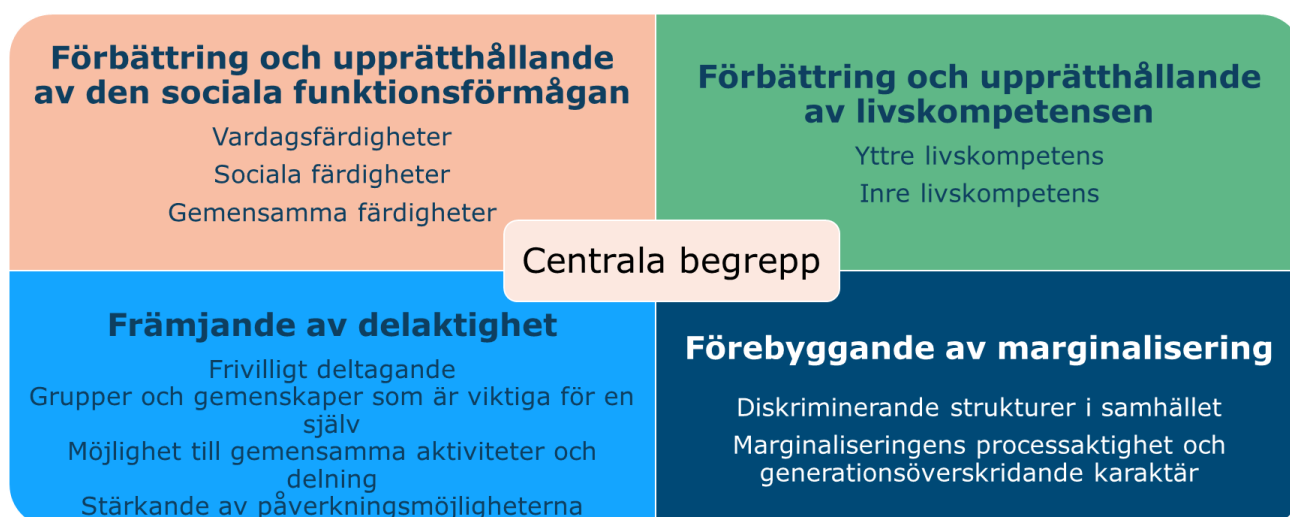 Förbättring och upprätthållande
av den sociala funktionsförmågan
Vardagsfärdigheter
Sociala färdigheter
Gemensamma färdigheter
Förbättring och upprätthållande
av livskompetensen
Yttre livskompetens
Inre livskompetens
Centrala begrepp
Främjande av delaktighet
Frivilligt deltagande
Grupper och gemenskaper som är viktiga för en
själv
Möjlighet till gemensamma aktiviteter och
delning
Stärkande av påverkningsmöjligheterna
Förebyggande av marginalisering
Diskriminerande strukturer i samhället
Marginaliseringens processaktighet och
generationsöverskridande karaktär